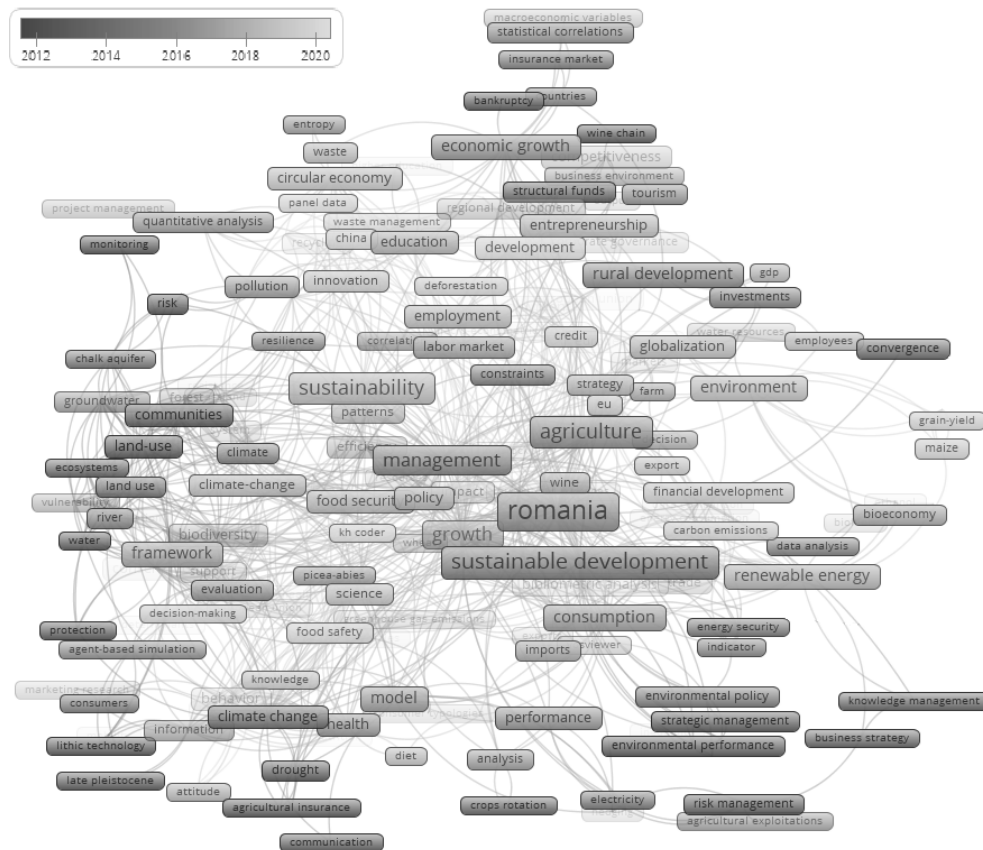 macroeconomic variables
statistical correlations
2012 2014 2016 2018 2020
insurance market
bankruptcy
countries
entropy
wine chain
economic growth
waste
competitiveness
circular economy
business environment
structural funds
tourism
panel data
project management
regional development
quantitative analysis
waste management
entrepreneurship
china
education
monitoring
development
rural development
gdp
pollution
innovation
deforestation
investments
risk
employment
water resources
credit
resilience
labor market
globalization
employees
convergence
chalk aquifer
constraints
strategy
farm
environment
sustainability
groundwater
eu
communities
patterns
grain-yield
agriculture
land-use
climate
maize
management
export
ecosystems
wine
land use
climate-change
food security
policy
financial development
vulnerability
river
romania
bioeconomy
biodiversity
kh coder
growth
carbon emissions
water
data analysis
framework
sustainable development
support
picea-abies
renewable energy
bibliometric analysis
trade
evaluation
science
decision-making
consumption
protection
food safety
energy security
agent-based simulation
imports
indicator
knowledge
marketing research
behavior
model
environmental policy
consumers
knowledge management
climate change
health
performance
strategic management
information
business strategy
lithic technology
environmental performance
diet
analysis
drought
late pleistocene
attitude
agricultural insurance
crops rotation
electricity
risk management
agricultural exploitations
communication